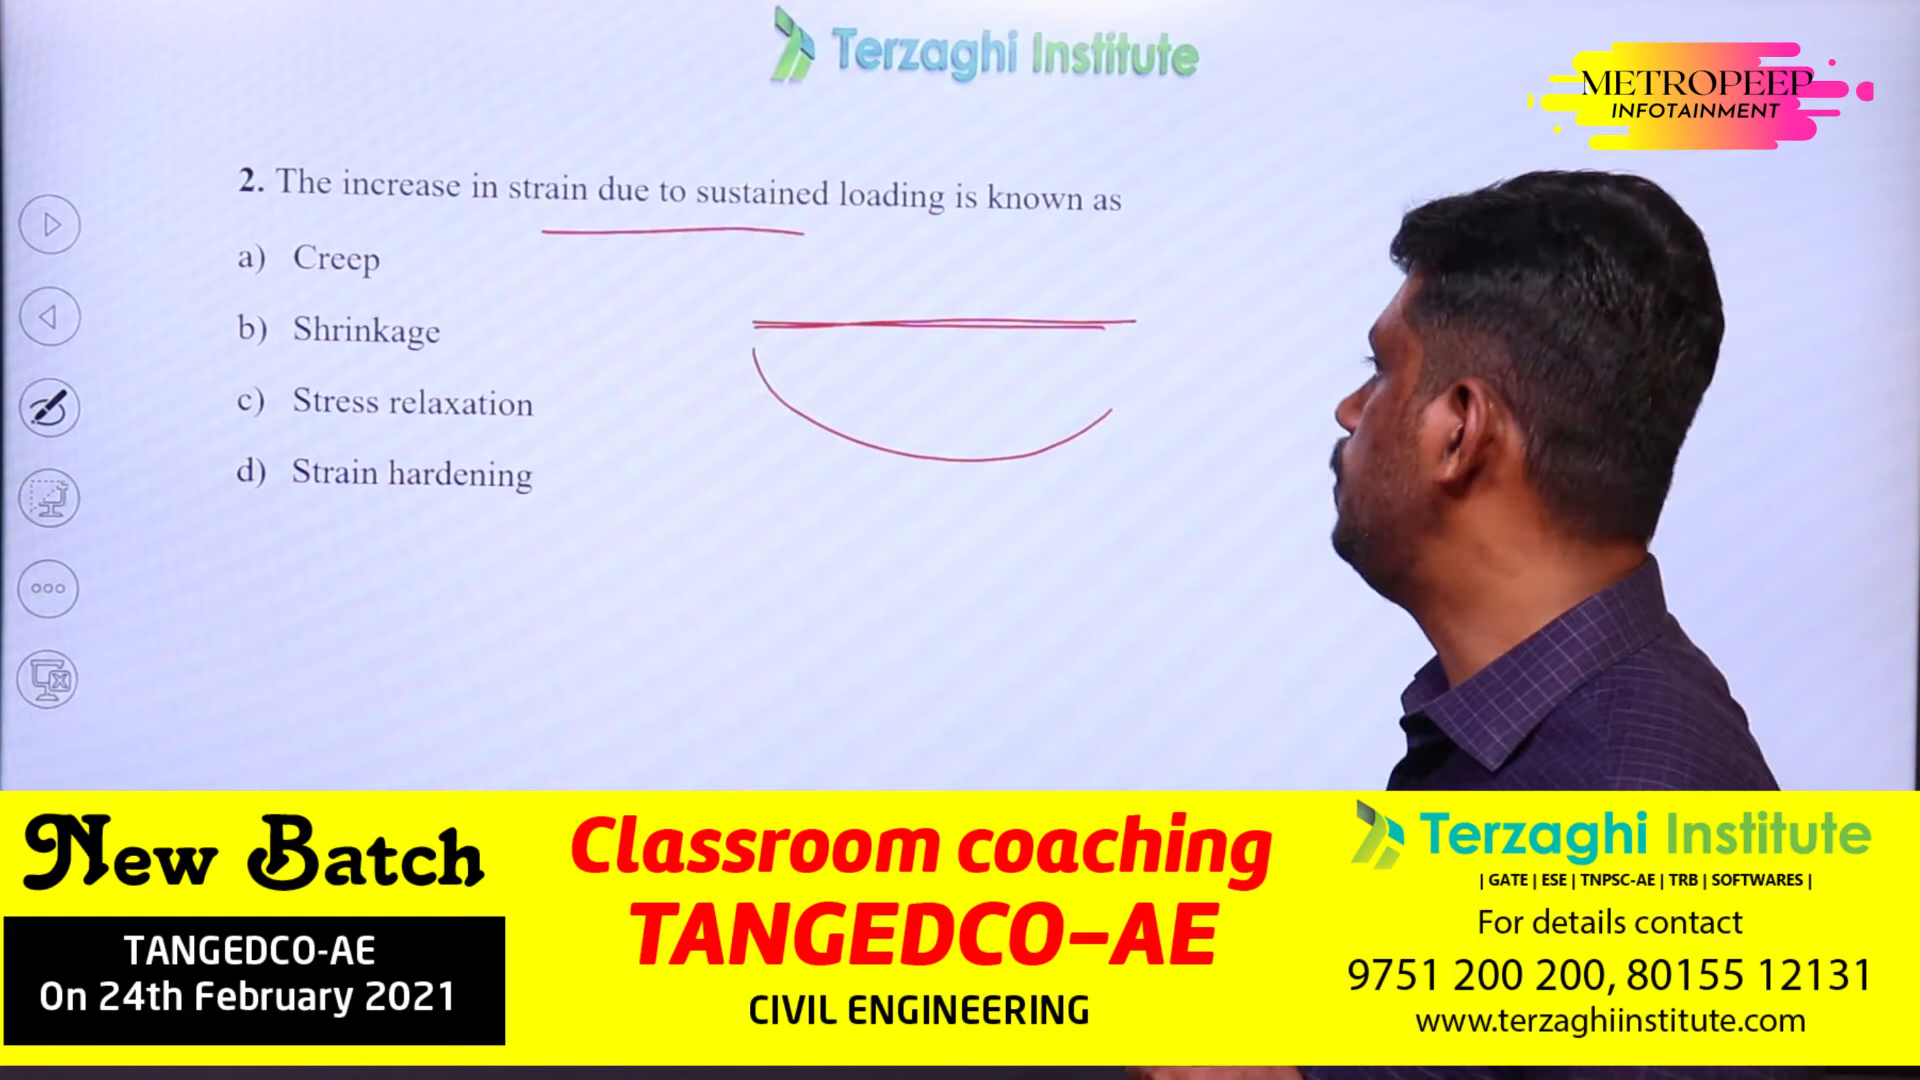 Terzaghi Institute
METROPEEP
INFOTAINMENT
2. The increase in strain due to sustained loading is known as
a) Creep
b) Shrinkage
c) Stress relaxation
d) Strain hardening
New Batch
TANGEDCO-AE
On 24th February 2021
Classroom coaching
TANGEDCO-AE
CIVIL ENGINEERING
Terzaghi Institute
| GATE | ESE | TNPSC-AE | TRB | SOFTWARES |
For details contact
9751 200 200, 80155 12131
www.terzaghiinstitute.com